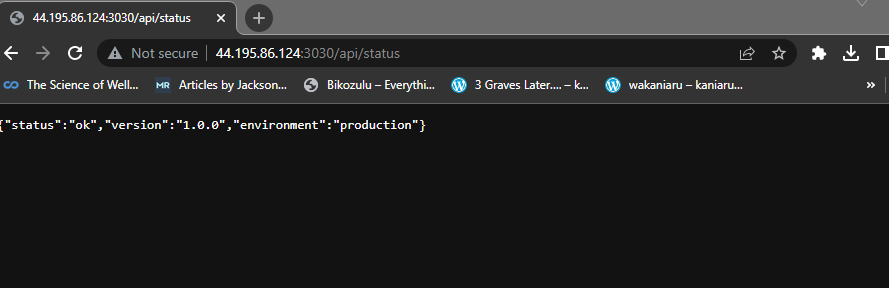 44.195.86.124:3030/api/status
Not secure 44.195.86.124:3030/api/status
The Science of Well... Articles by Jackson... Bikozulu – Everythi... 3 Graves Later.... – k... wakaniaru – kaniaru... »
{"status":"ok","version":"1.0.0","environment":"production"}